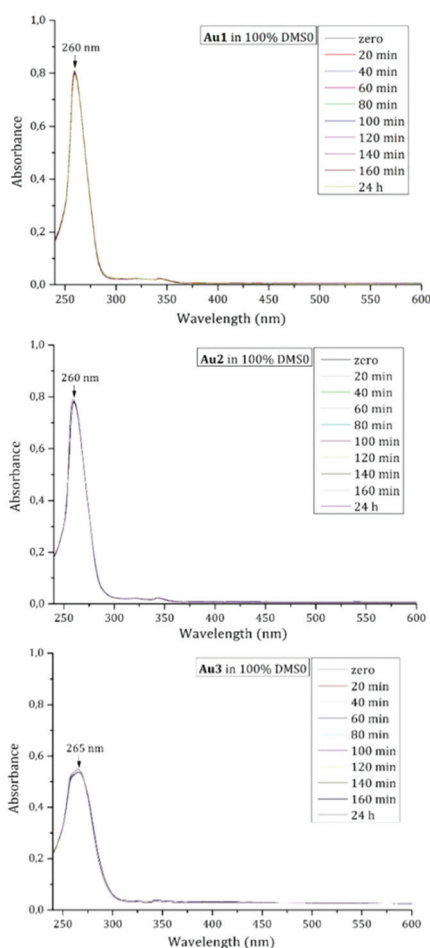 260 nm
Au1 in 100% DMS0
zero
20 min
40 min
60 min
80 min
100 min
120 min
140 min
160 min
24 h
1,0
0,8
0,6
0,4
0,2
0,0
Absorbance
250 300 350 400 450 500 550 600
Wavelength (nm)
260 nm
Au2 in 100% DMS0
zero
20 min
40 min
60 min
80 min
100 min
120 min
140 min
160 min
24 h
1,0
0,8
0,6
0,4
0,2
0,0
Absorbance
250 300 350 400 450 500 550 600
Wavelength (nm)
265 nm
Au3 in 100% DMS0
zero
20 min
40 min
60 min
80 min
100 min
120 min
140 min
160 min
24 h
1,0
0,8
0,6
0,4
0,2
0,0
Absorbance
250 300 350 400 450 500 550 600
Wavelength (nm)